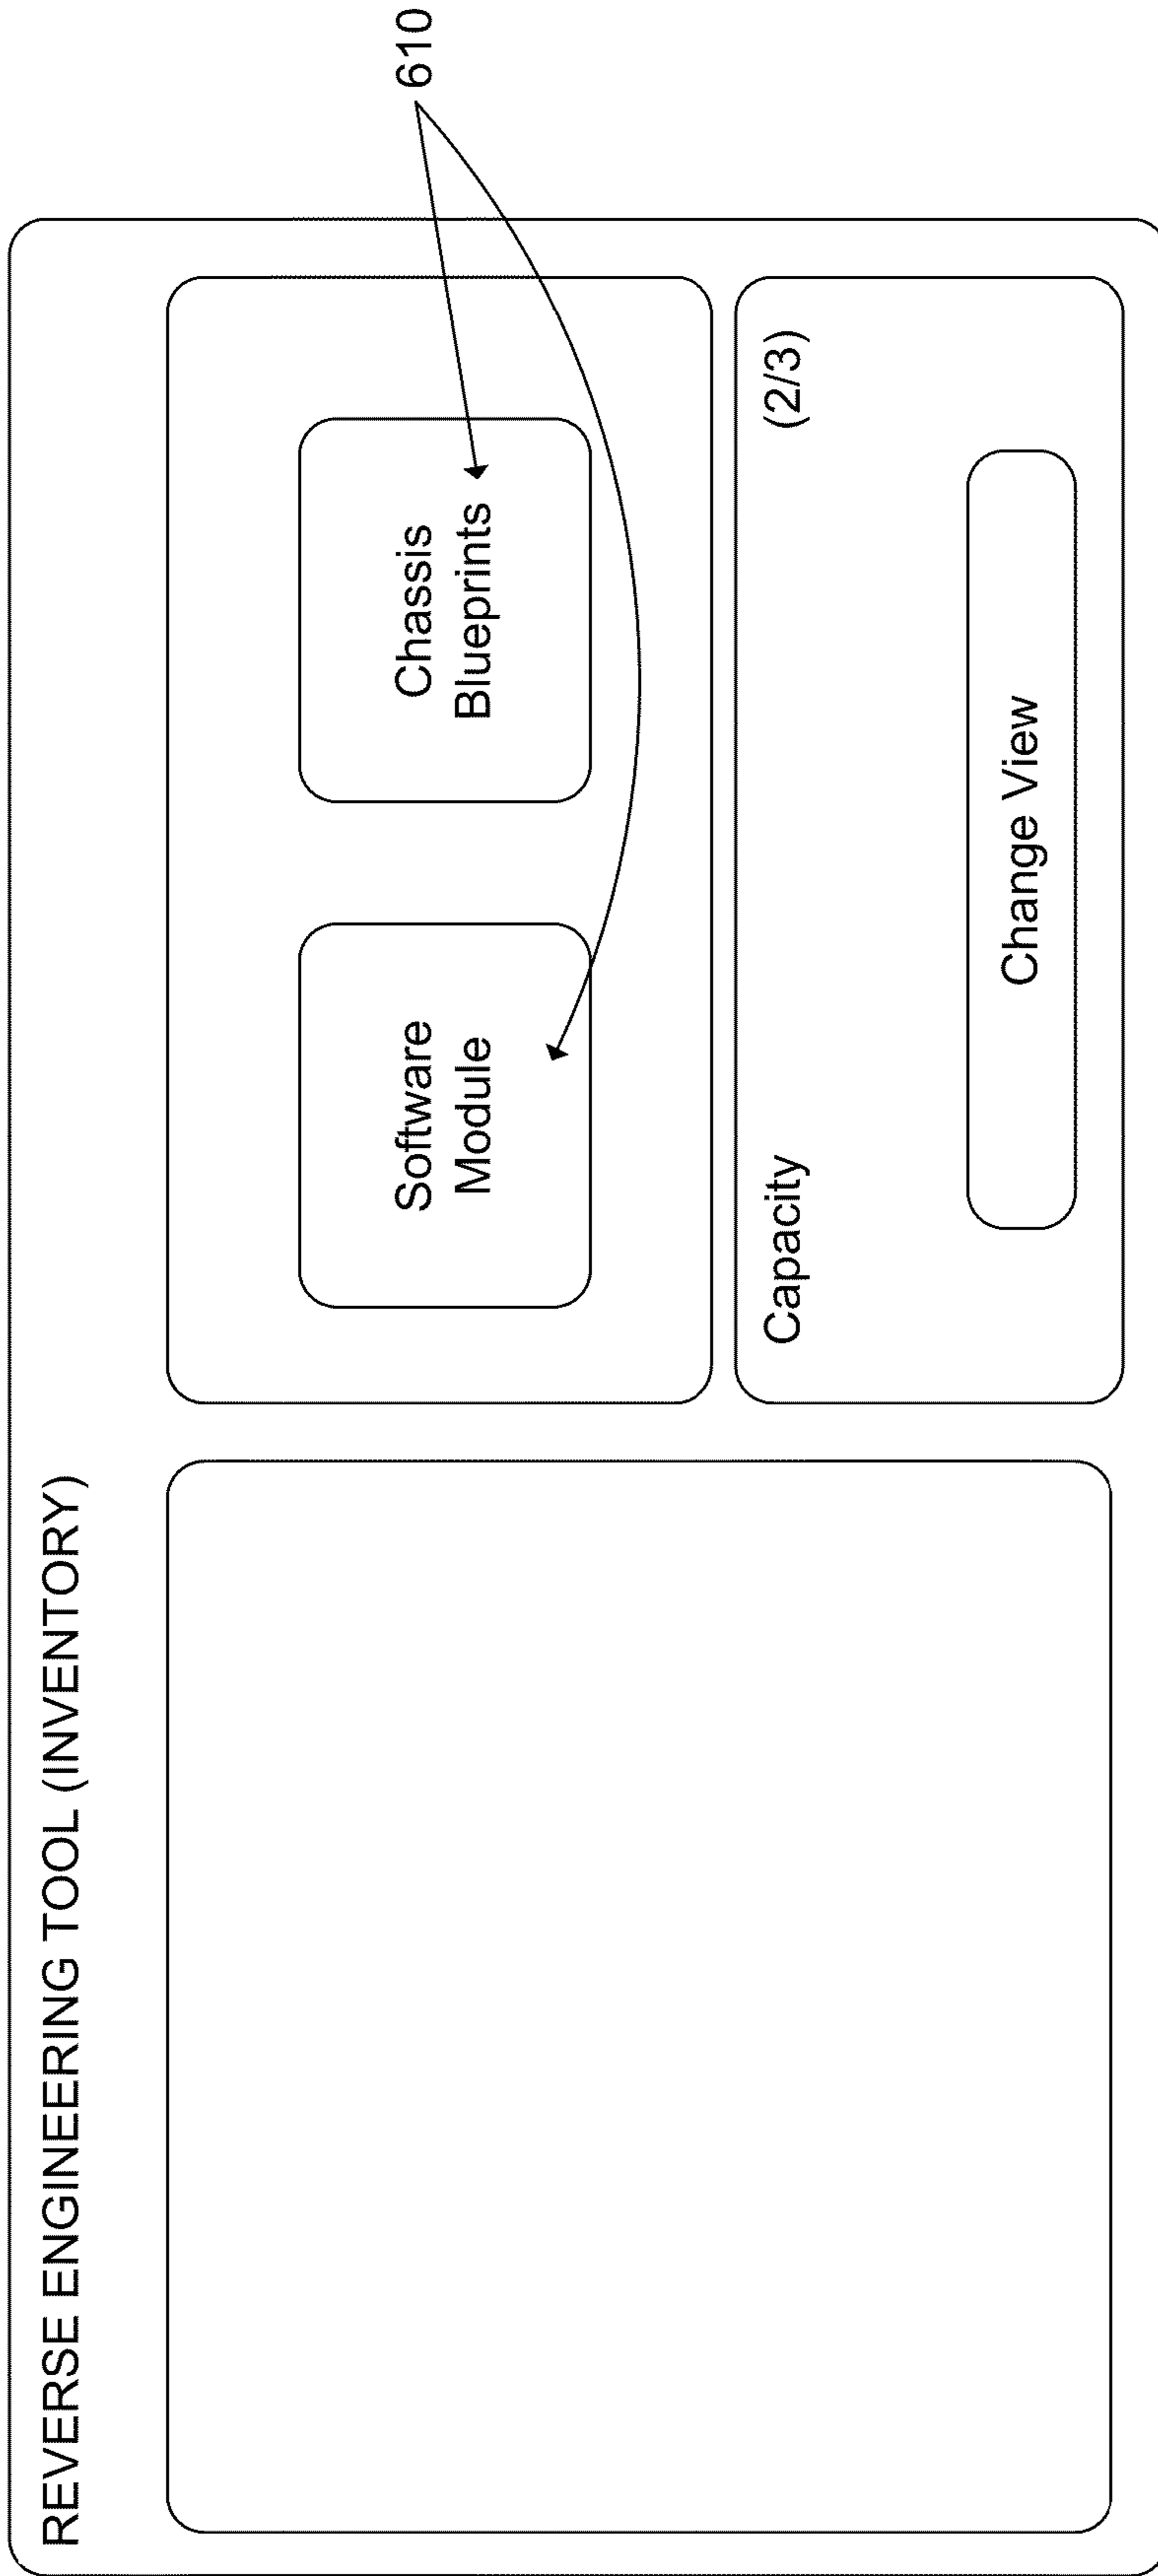 REVERSE ENGINEERING TOOL (INVENTORY)
Software
Module
Chassis
Blueprints
610
Capacity
(2/3)
Change View